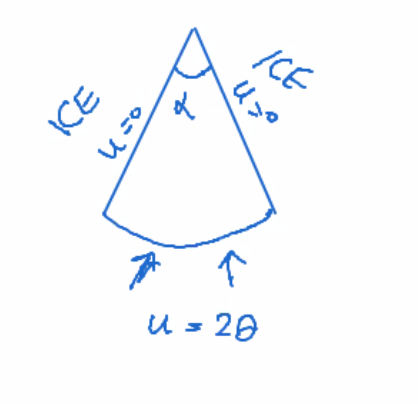 ICE
u=0
α
ICE
u=0
u = 2θ